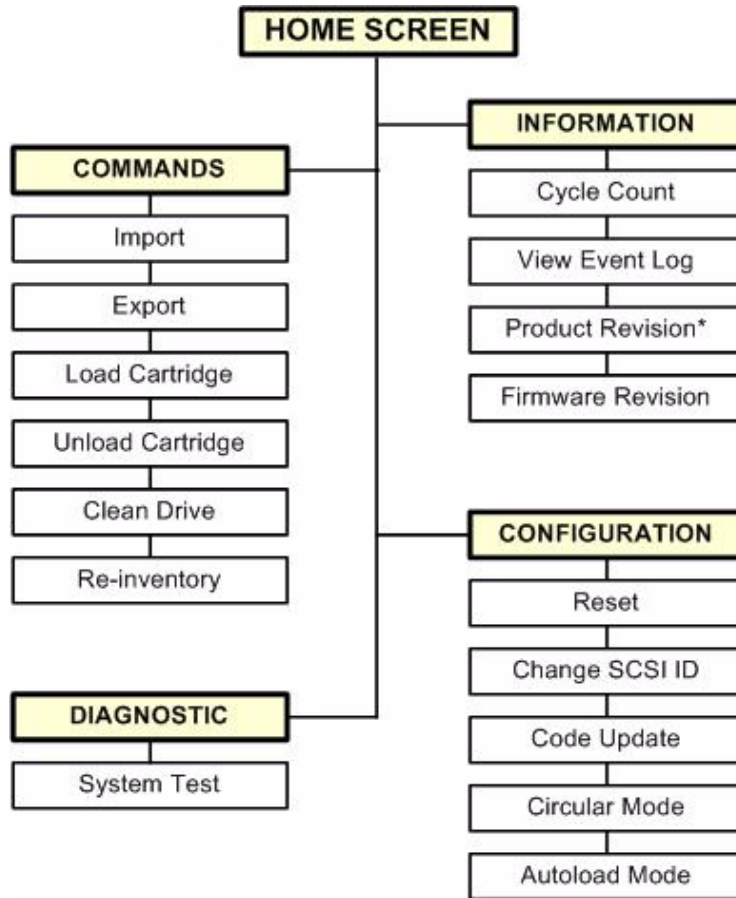 HOME SCREEN
COMMANDS
Import
Export
Load Cartridge
Unload Cartridge
Clean Drive
Re-inventory
DIAGNOSTIC
System Test
INFORMATION
Cycle Count
View Event Log
Product Revision*
Firmware Revision
CONFIGURATION
Reset
Change SCSI ID
Code Update
Circular Mode
Autoload Mode